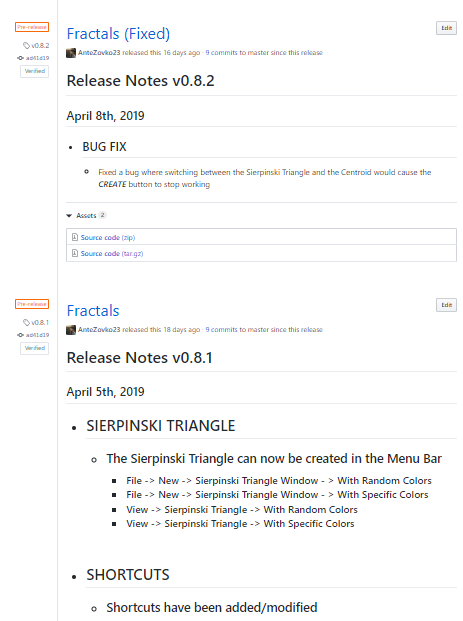 Pre-release
Fractals (Fixed)
Edit
v0.8.2
AnteZovko23 released this 16 days ago · 9 commits to master since this release
ad41d19
Verified
Release Notes v0.8.2
April 8th, 2019
BUG FIX
Fixed a bug where switching between the Sierpinski Triangle and the Centroid would cause the
CREATE button to stop working
Assets 2
Source code (zip)
Source code (tar.gz)
Pre-release
Fractals
Edit
v0.8.1
AnteZovko23 released this 18 days ago · 9 commits to master since this release
ad41d19
Verified
Release Notes v0.8.1
April 5th, 2019
SIERPINSKI TRIANGLE
The Sierpinski Triangle can now be created in the Menu Bar
File -> New -> Sierpinski Triangle Window - > With Random Colors
File -> New -> Sierpinski Triangle Window -> With Specific Colors
View -> Sierpinski Triangle -> With Random Colors
View -> Sierpinski Triangle -> With Specific Colors
SHORTCUTS
Shortcuts have been added/modified